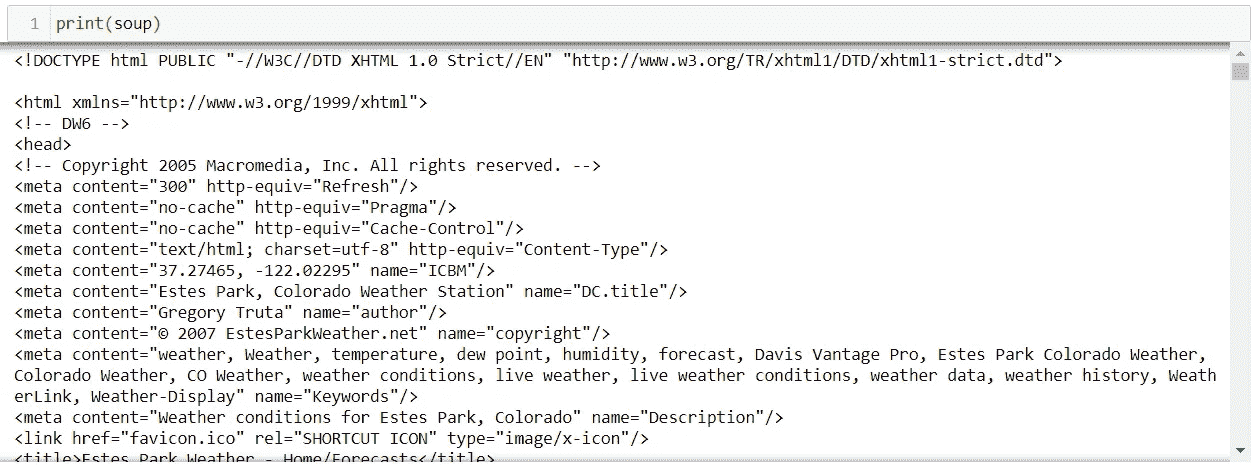 1 print(soup)
<!DOCTYPE html PUBLIC "-//W3C//DTD XHTML 1.0 Strict//EN" "http://www.w3.org/TR/xhtml1/DTD/xhtml1-strict.dtd">
<html xmlns="http://www.w3.org/1999/xhtml">
<!-- DW6 -->
<head>
<!-- Copyright 2005 Macromedia, Inc. All rights reserved. -->
<meta content="300" http-equiv="Refresh"/>
<meta content="no-cache" http-equiv="Pragma"/>
<meta content="no-cache" http-equiv="Cache-Control"/>
<meta content="text/html; charset=utf-8" http-equiv="Content-Type"/>
<meta content="37.27465, -122.02295" name="ICBM"/>
<meta content="Estes Park, Colorado Weather Station" name="DC.title"/>
<meta content="Gregory Truta" name="author"/>
<meta content="© 2007 EstesParkWeather.net" name="copyright"/>
<meta content="weather, Weather, temperature, dew point, humidity, forecast, Davis Vantage Pro, Estes Park Colorado Weather,
Colorado Weather, CO Weather, weather conditions, live weather, live weather conditions, weather data, weather history, Weath
erLink, Weather-Display" name="Keywords"/>
<meta content="Weather conditions for Estes Park, Colorado" name="Description"/>
<link href="favicon.ico" rel="SHORTCUT ICON" type="image/x-icon"/>
<title>Estes Park Weather - Home/Forecasts</title>